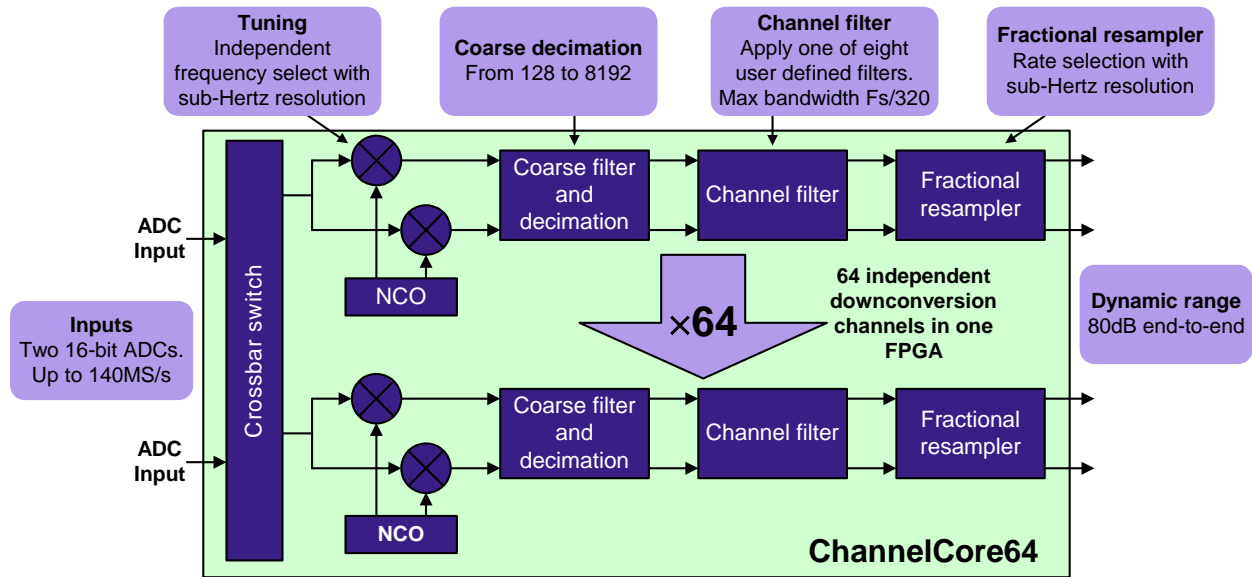 Tuning
Independent
frequency select with
sub-Hertz resolution
Coarse decimation
From 128 to 8192
Channel filter
Apply one of eight
user defined filters.
Max bandwidth Fs/320
Fractional resampler
Rate selection with
sub-Hertz resolution
ADC
Input
Inputs
Two 16-bit ADCs.
Up to 140MS/s
ADC
Input
Crossbar switch
NCO
Coarse filter
and
decimation
Channel filter
Fractional
resampler
×64
64 independent
downconversion
channels in one
FPGA
Dynamic range
80dB end-to-end
NCO
Coarse filter
and
decimation
Channel filter
Fractional
resampler
ChannelCore64